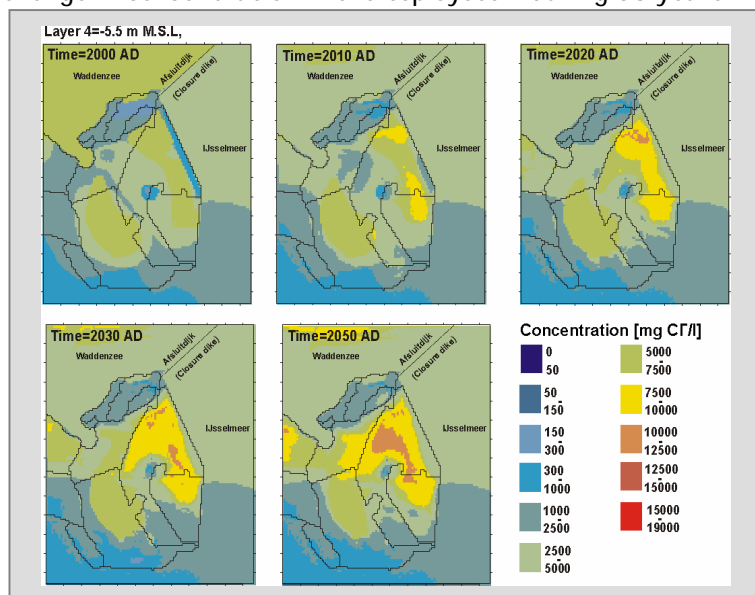 Layer 4=-5.5 m M.S.L,
Time=2000 AD
Waddenzee
Afsluitdijk
(Closure dike)
IJsselmeer
Time=2010 AD
Waddenzee
Afsluitdijk
(Closure dike)
IJsselmeer
Time=2020 AD
Waddenzee
Afsluitdijk
(Closure dike)
IJsselmeer
Time=2030 AD
Waddenzee
Afsluitdijk
(Closure dike)
IJsselmeer
Time=2050 AD
Waddenzee
Afsluitdijk
(Closure dike)
IJsselmeer
Concentration [mg Cl-/l]
0
50
50
150
150
300
300
1000
1000
2500
2500
5000
5000
7500
7500
10000
10000
12500
12500
15000
15000
19000